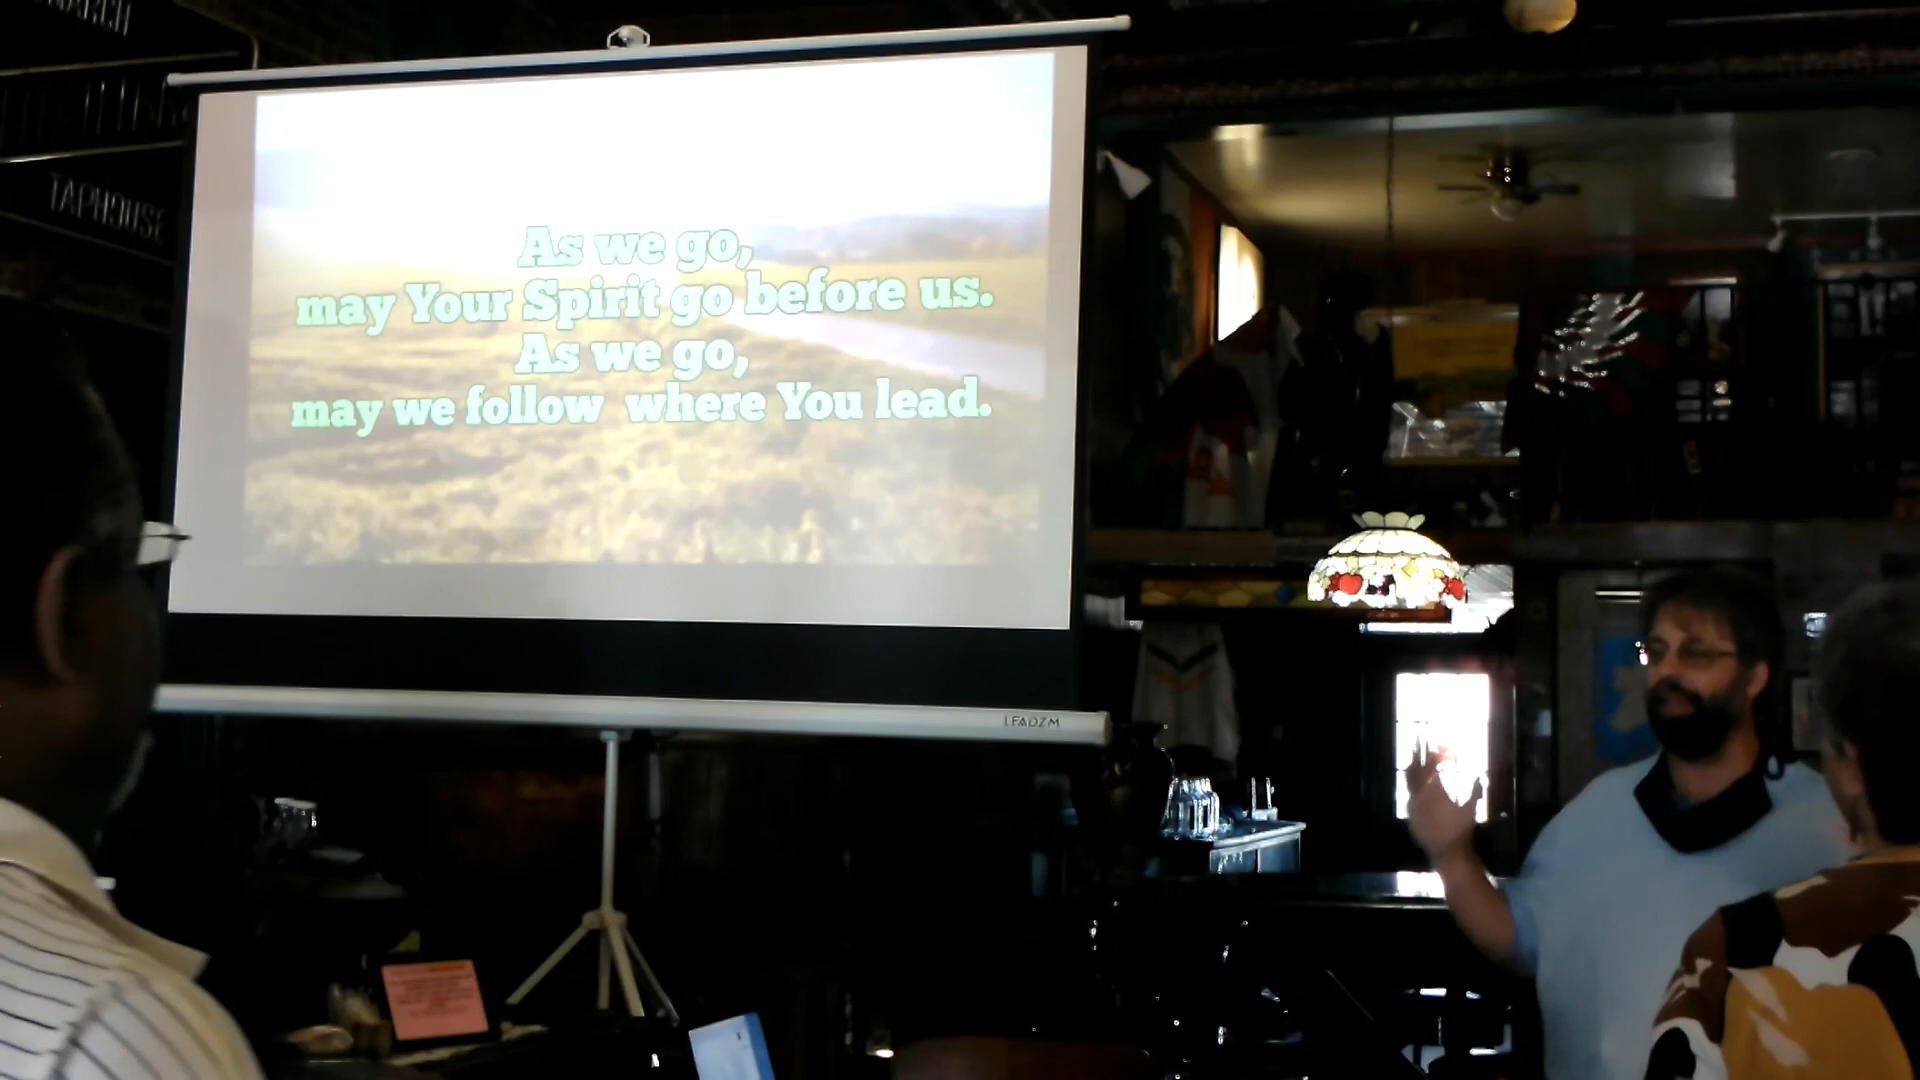 TAPHOUSE
As we go,
may Your Spirit go before us.
As we go,
may we follow where You lead.
LEADZM